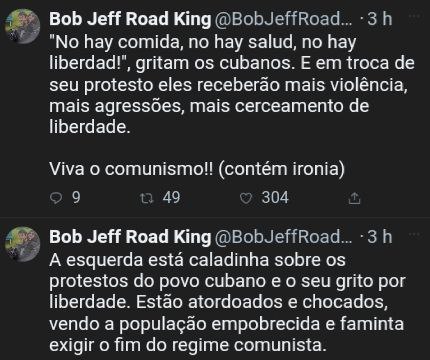 Bob Jeff Road King @BobJeffRoad... · 3 h
"No hay comida, no hay salud, no hay
liberdad!", gritam os cubanos. E em troca de
seu protesto eles receberão mais violência,
mais agressões, mais cerceamento de
liberdade.
Viva o comunismo!! (contém ironia)
9 49 304
Bob Jeff Road King @BobJeffRoad... · 3 h
A esquerda está caladinha sobre os
protestos do povo cubano e o seu grito por
liberdade. Estão atordoados e chocados,
vendo a população empobrecida e faminta
exigir o fim do regime comunista.